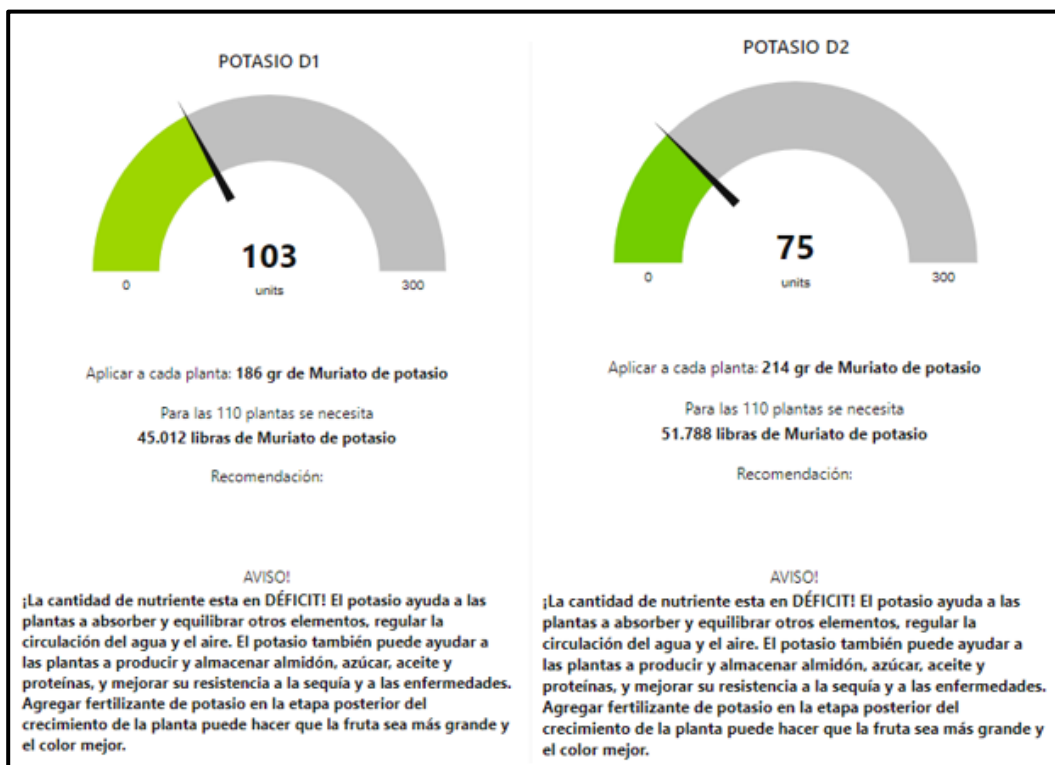 POTASIO D1
103
0
units
300
Aplicar a cada planta: 186 gr de Muriato de potasio
Para las 110 plantas se necesita
45.012 libras de Muriato de potasio
Recomendación:
AVISO!
¡La cantidad de nutriente esta en DÉFICIT! El potasio ayuda a las
plantas a absorber y equilibrar otros elementos, regular la
circulación del agua y el aire. El potasio también puede ayudar a
las plantas a producir y almacenar almidón, azúcar, aceite y
proteínas, y mejorar su resistencia a la sequía y a las enfermedades.
Agregar fertilizante de potasio en la etapa posterior del
crecimiento de la planta puede hacer que la fruta sea más grande y
el color mejor.
POTASIO D2
75
0
units
300
Aplicar a cada planta: 214 gr de Muriato de potasio
Para las 110 plantas se necesita
51.788 libras de Muriato de potasio
Recomendación:
AVISO!
¡La cantidad de nutriente esta en DÉFICIT! El potasio ayuda a las
plantas a absorber y equilibrar otros elementos, regular la
circulación del agua y el aire. El potasio también puede ayudar a
las plantas a producir y almacenar almidón, azúcar, aceite y
proteínas, y mejorar su resistencia a la sequía y a las enfermedades.
Agregar fertilizante de potasio en la etapa posterior del
crecimiento de la planta puede hacer que la fruta sea más grande y
el color mejor.